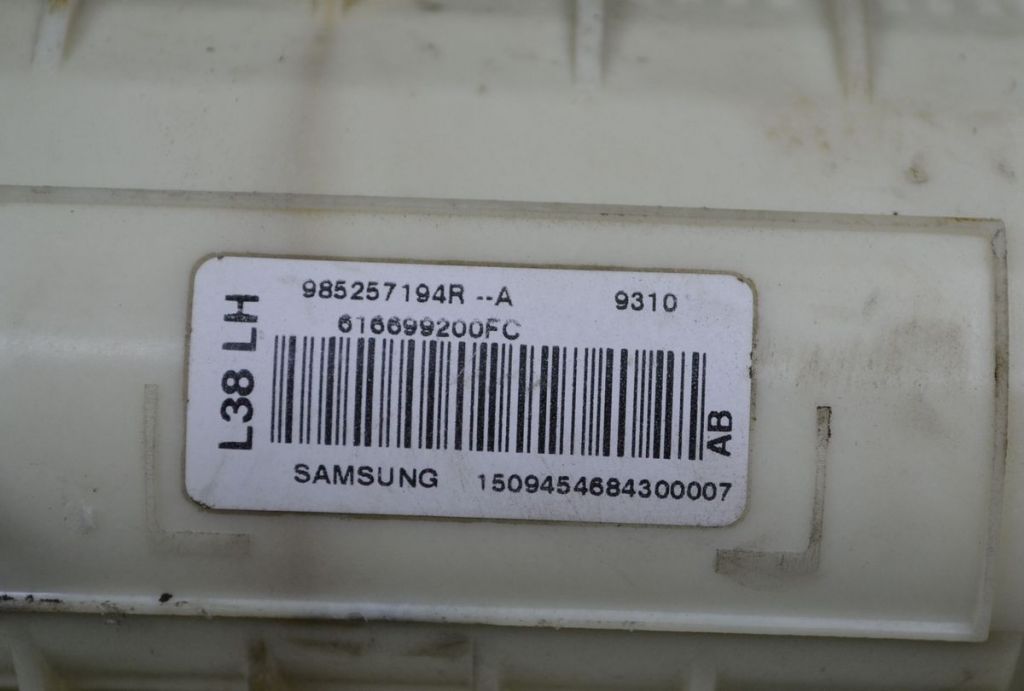 L38 LH
985257194R --A 9310
616699200FC
AB
SAMSUNG 1509454684300007